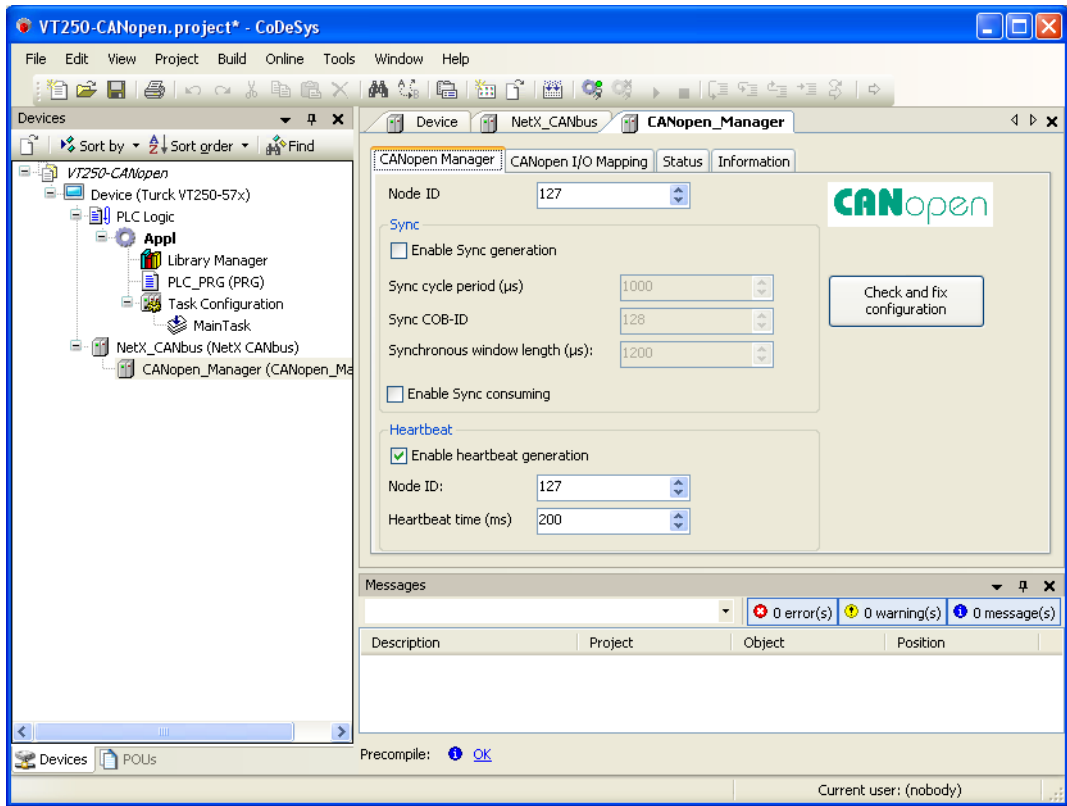 VT250-CANopen.project* - CoDeSys
File Edit View Project Build Online Tools Window Help
Devices
Sort by Sort order Find
VT250-CANopen
Device (Turck VT250-57x)
PLC Logic
Appl
Library Manager
PLC_PRG (PRG)
Task Configuration
MainTask
NetX_CANbus (NetX CANbus)
CANopen_Manager (CANopen_Ma
Devices POUs
Device NetX_CANbus CANopen_Manager
CANopen Manager CANopen I/O Mapping Status Information
Node ID 127
CANopen
Sync
Enable Sync generation
Sync cycle period (µs) 1000
Check and fix
configuration
Sync COB-ID 128
Synchronous window length (µs): 1200
Enable Sync consuming
Heartbeat
Enable heartbeat generation
Node ID: 127
Heartbeat time (ms) 200
Messages
0 error(s) 0 warning(s) 0 message(s)
Description Project Object Position
Precompile: OK
Current user: (nobody)